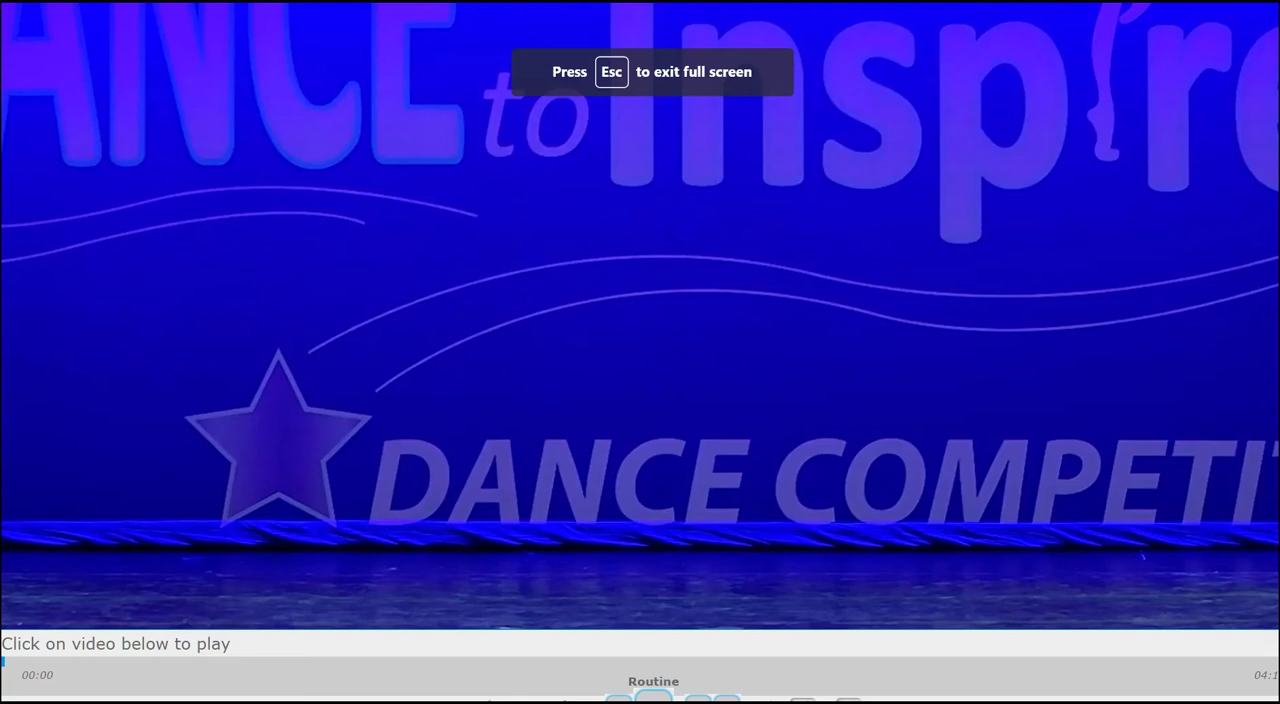 ANCE to Inspire
Press Esc to exit full screen
DANCE COMPETI
Click on video below to play
00:00
Routine
04:1